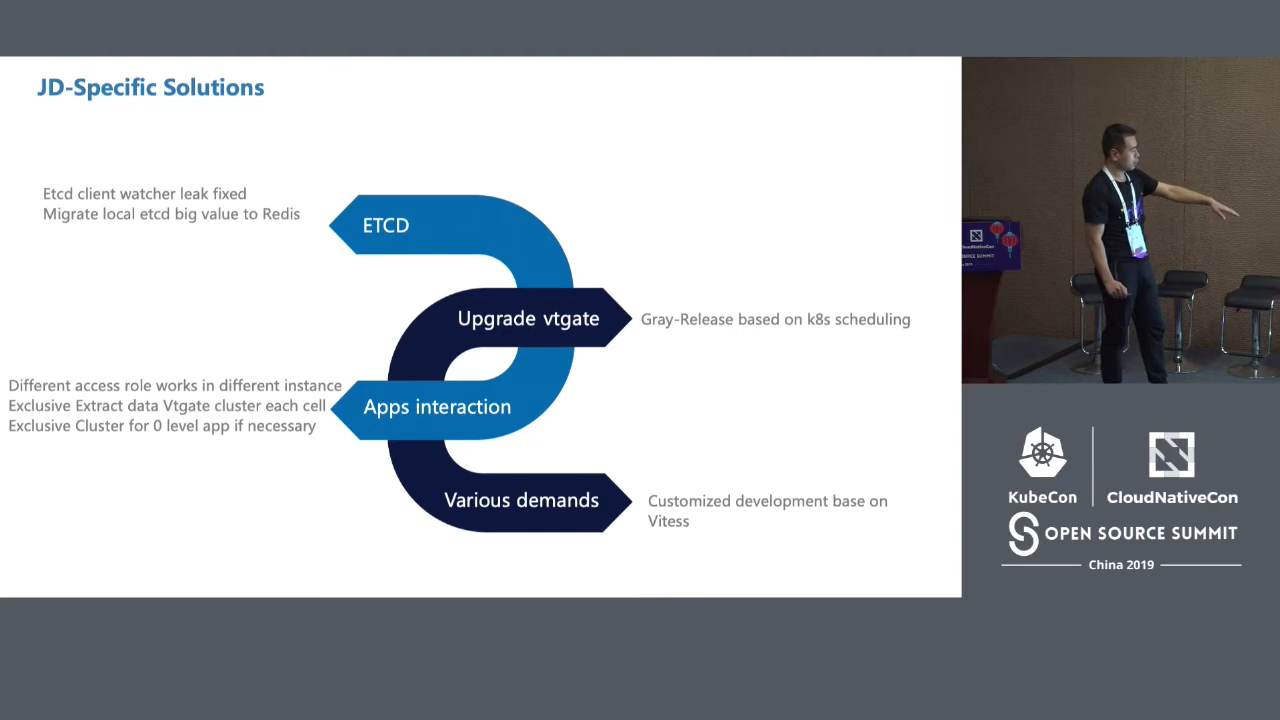 JD-Specific Solutions
Etcd client watcher leak fixed
Migrate local etcd big value to Redis
ETCD
Upgrade vtgate
Gray-Release based on k8s scheduling
Different access role works in different instance
Exclusive Extract data Vtgate cluster each cell
Exclusive Cluster for 0 level app if necessary
Apps interaction
Various demands
Customized development base on
Vitess
CloudNativeCon
SOURCE SUMMIT
KubeCon
CloudNativeCon
OPEN SOURCE SUMMIT
China 2019